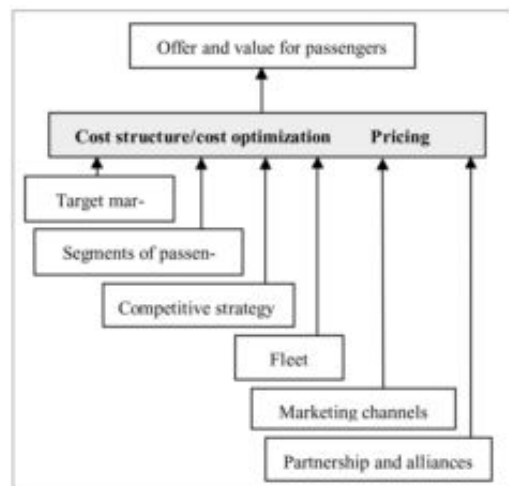 Offer and value for passengers
Cost structure/cost optimization Pricing
Target mar-
Segments of passen-
Competitive strategy
Fleet
Marketing channels
Partnership and alliances